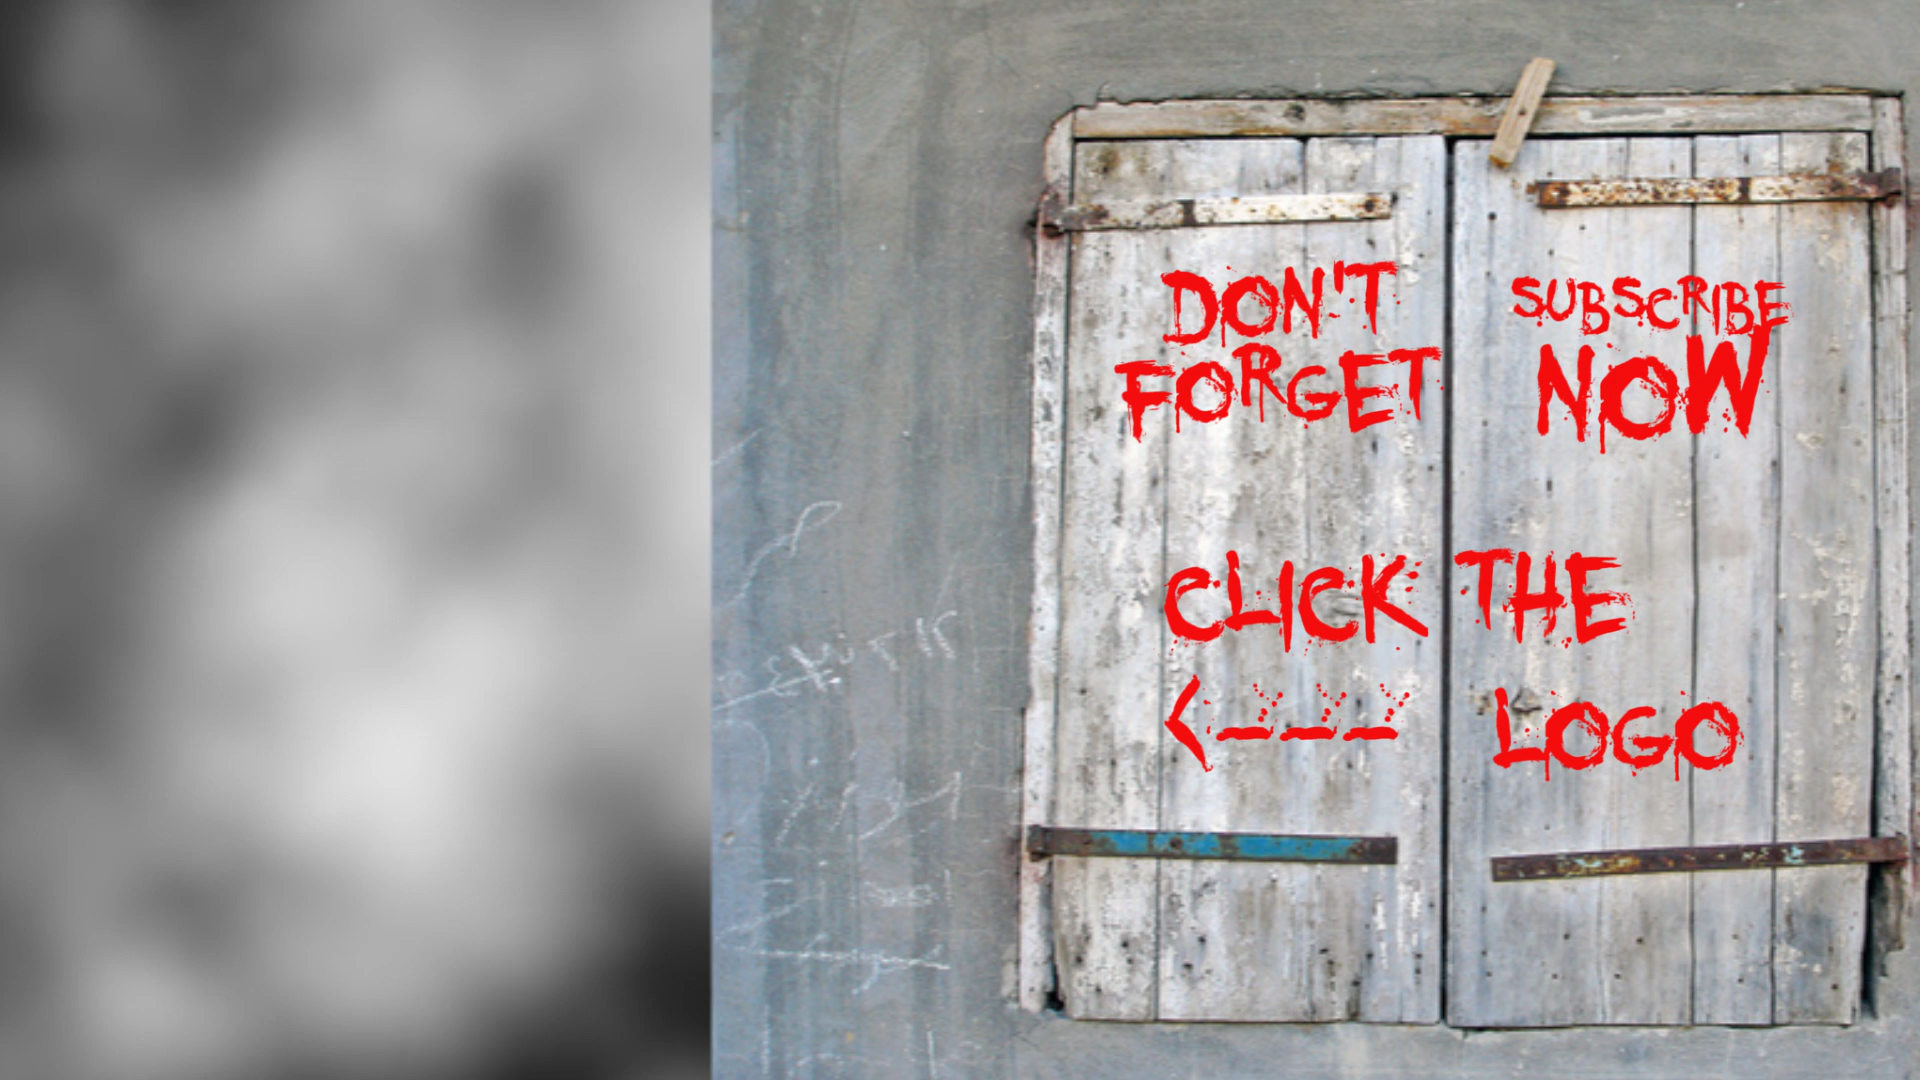 DON'T
FORGET
SUBSCRIBE
NOW
CLICK THE
<--- LOGO